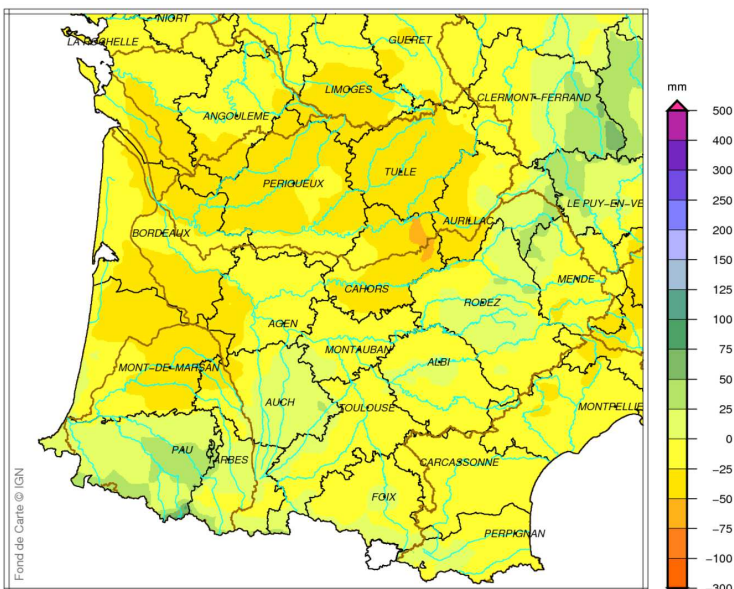 NIORT
LA ROCHELLE
GUERET
LIMOGES
CLERMONT-FERRAND
ANGOULEME
TULLE
PERIGUEUX
LE PUY-EN-VE
AURILLAC
BORDEAUX
MENDE
CAHORS
RODEZ
AGEN
MONTAUBAN
ALBI
MONT-DE-MARSAN
AUCH
TOULOUSE
MONTPELLIE
PAU
TARBES
CARCASSONNE
FOIX
PERPIGNAN
Fond de Carte © IGN
mm
500
400
300
250
200
150
125
100
75
50
25
0
-25
-50
-75
-100
-300